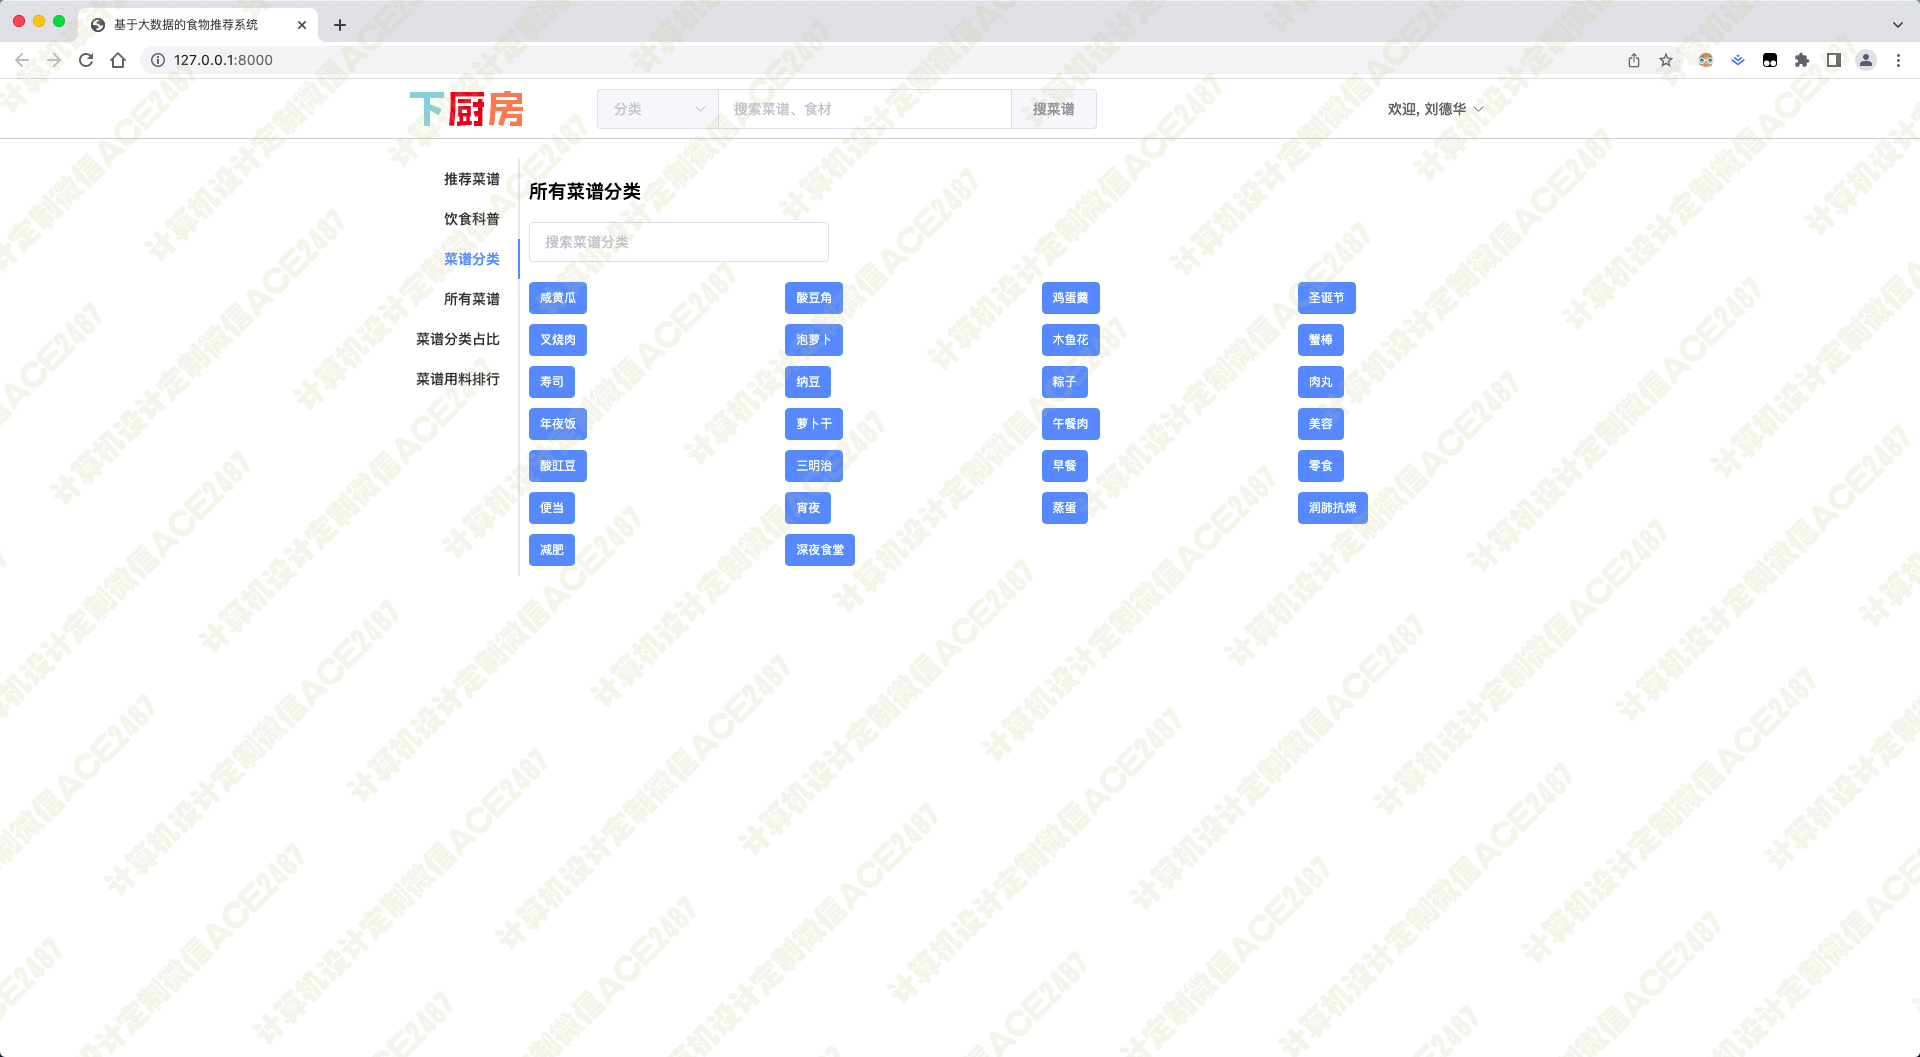 基于大数据的食物推荐系统
127.0.0.1:8000
下厨房
分类
搜索菜谱、食材
搜菜谱
欢迎, 刘德华
推荐菜谱
饮食科普
菜谱分类
所有菜谱
菜谱分类占比
菜谱用料排行
所有菜谱分类
搜索菜谱分类
咸黄瓜 酸豆角 鸡蛋羹 圣诞节
叉烧肉 泡萝卜 木鱼花 蟹棒
寿司 纳豆 粽子 肉丸
年夜饭 萝卜干 午餐肉 美容
酸豇豆 三明治 早餐 零食
便当 宵夜 蒸蛋 润肺抗燥
减肥 深夜食堂
计算机设计定制微信ACE2487